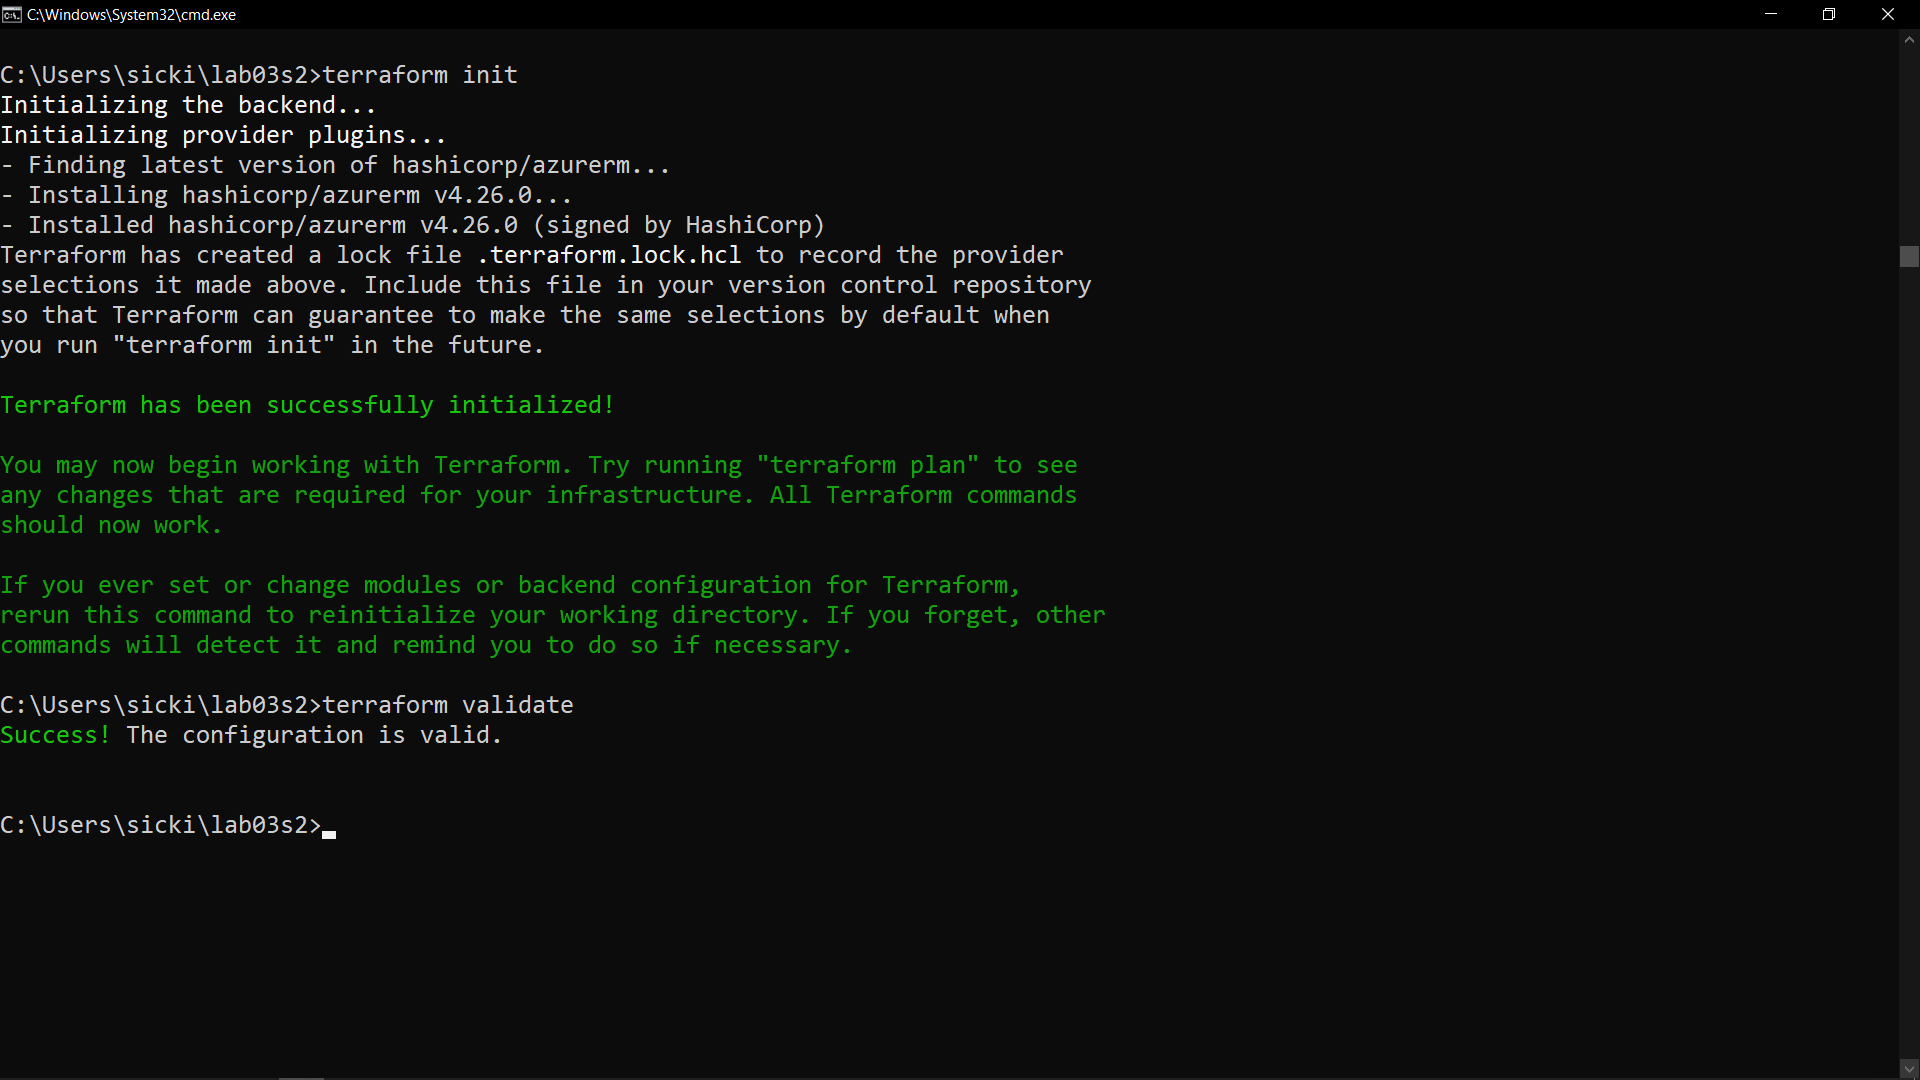 C:\Windows\System32\cmd.exe
C:\Users\sicki\lab03s2>terraform init
Initializing the backend...
Initializing provider plugins...
- Finding latest version of hashicorp/azurerm...
- Installing hashicorp/azurerm v4.26.0...
- Installed hashicorp/azurerm v4.26.0 (signed by HashiCorp)
Terraform has created a lock file .terraform.lock.hcl to record the provider
selections it made above. Include this file in your version control repository
so that Terraform can guarantee to make the same selections by default when
you run "terraform init" in the future.
Terraform has been successfully initialized!
You may now begin working with Terraform. Try running "terraform plan" to see
any changes that are required for your infrastructure. All Terraform commands
should now work.
If you ever set or change modules or backend configuration for Terraform,
rerun this command to reinitialize your working directory. If you forget, other
commands will detect it and remind you to do so if necessary.
C:\Users\sicki\lab03s2>terraform validate
Success! The configuration is valid.
C:\Users\sicki\lab03s2>